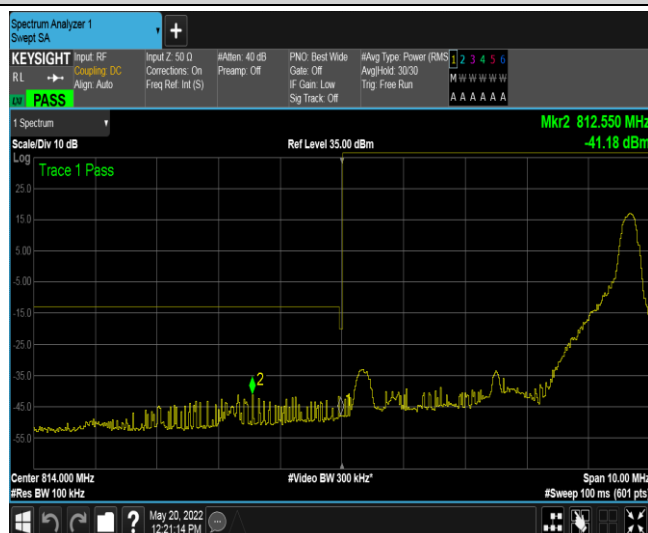 Spectrum Analyzer 1
Swept SA
KEYSIGHT
RL
LXI
PASS
Input: RF
Coupling: DC
Align: Auto
Input Z: 50 Ω
Corrections: On
Freq Ref: Int (S)
#Atten: 40 dB
Preamp: Off
PNO: Best Wide
Gate: Off
IF Gain: Low
Sig Track: Off
#Avg Type: Power (RMS
Avg|Hold: 30/30
Trig: Free Run
1 2 3 4 5 6
M W W W W W
A A A A A A
1 Spectrum
Mkr2 812.550 MHz
-41.18 dBm
Scale/Div 10 dB
Ref Level 35.00 dBm
Log
Trace 1 Pass
25.0
15.0
5.00
-5.00
-15.0
-25.0
-35.0
-45.0
-55.0
2
1
Center 814.000 MHz
#Video BW 300 kHz*
Span 10.00 MHz
#Res BW 100 kHz
#Sweep 100 ms (601 pts)
?
May 20, 2022
12:21:14 PM